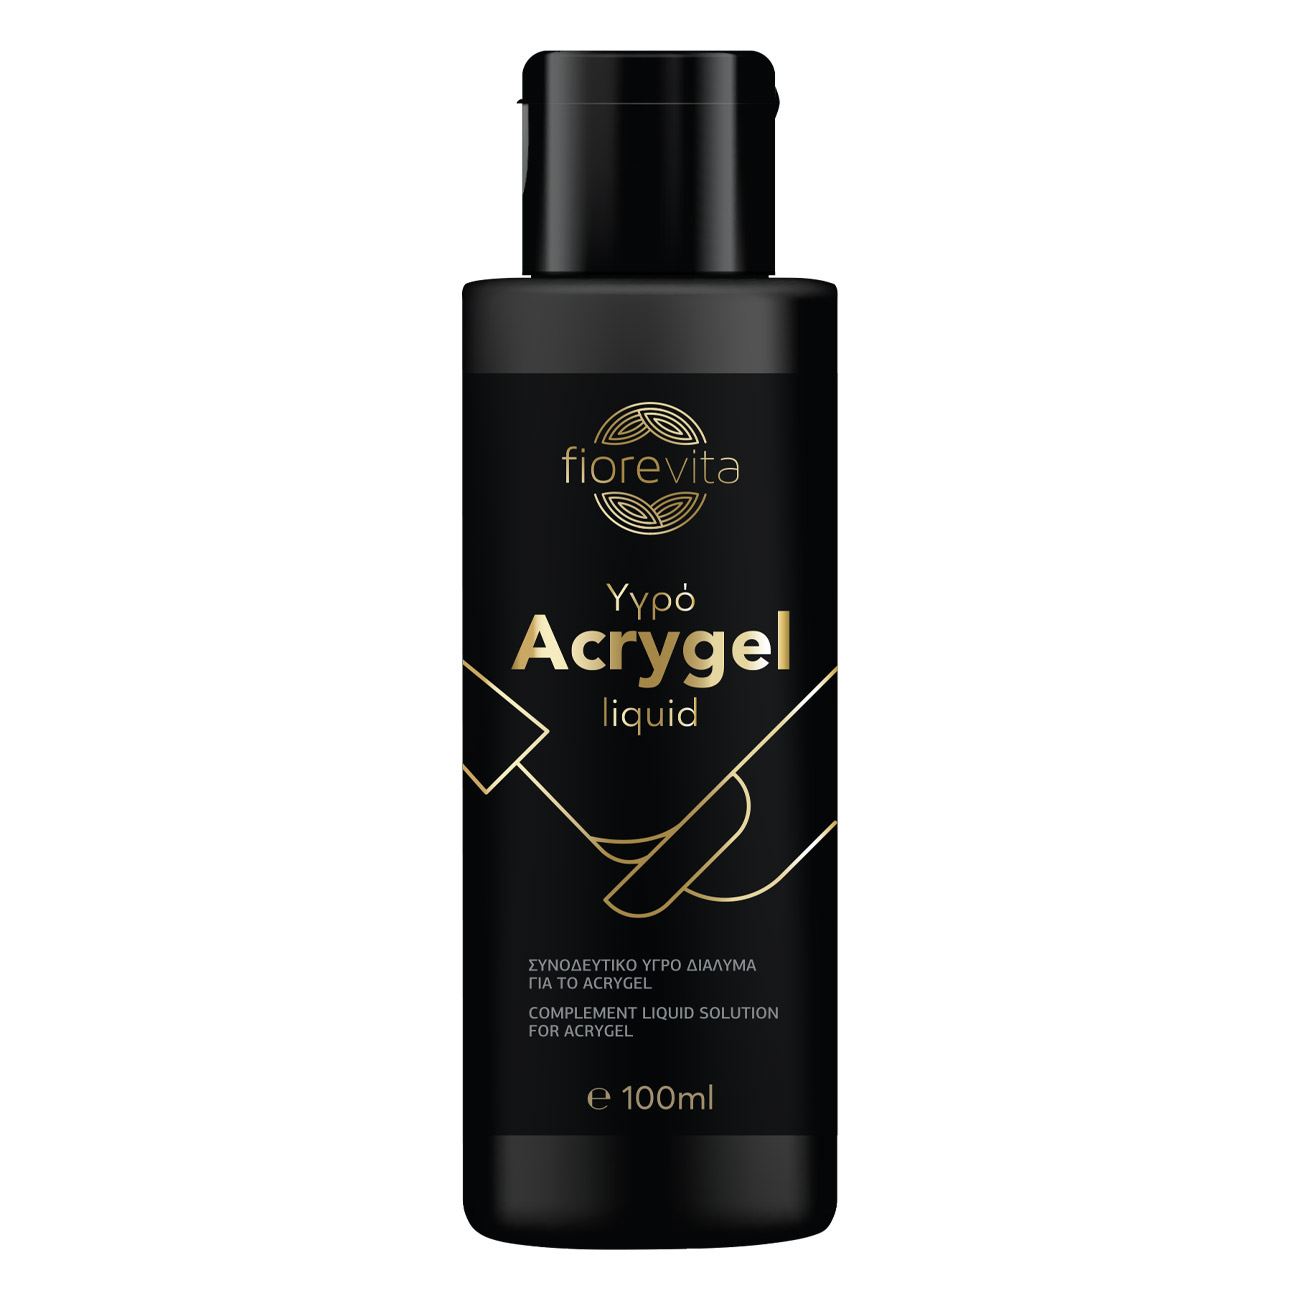 fiorevita
Υγρό
Acrygel
liquid
ΣΥΝΟΔΕΥΤΙΚΟ ΥΓΡΟ ΔΙΑΛΥΜΑ
ΓΙΑ ΤΟ ACRYGEL
COMPLEMENT LIQUID SOLUTION
FOR ACRYGEL
℮ 100ml